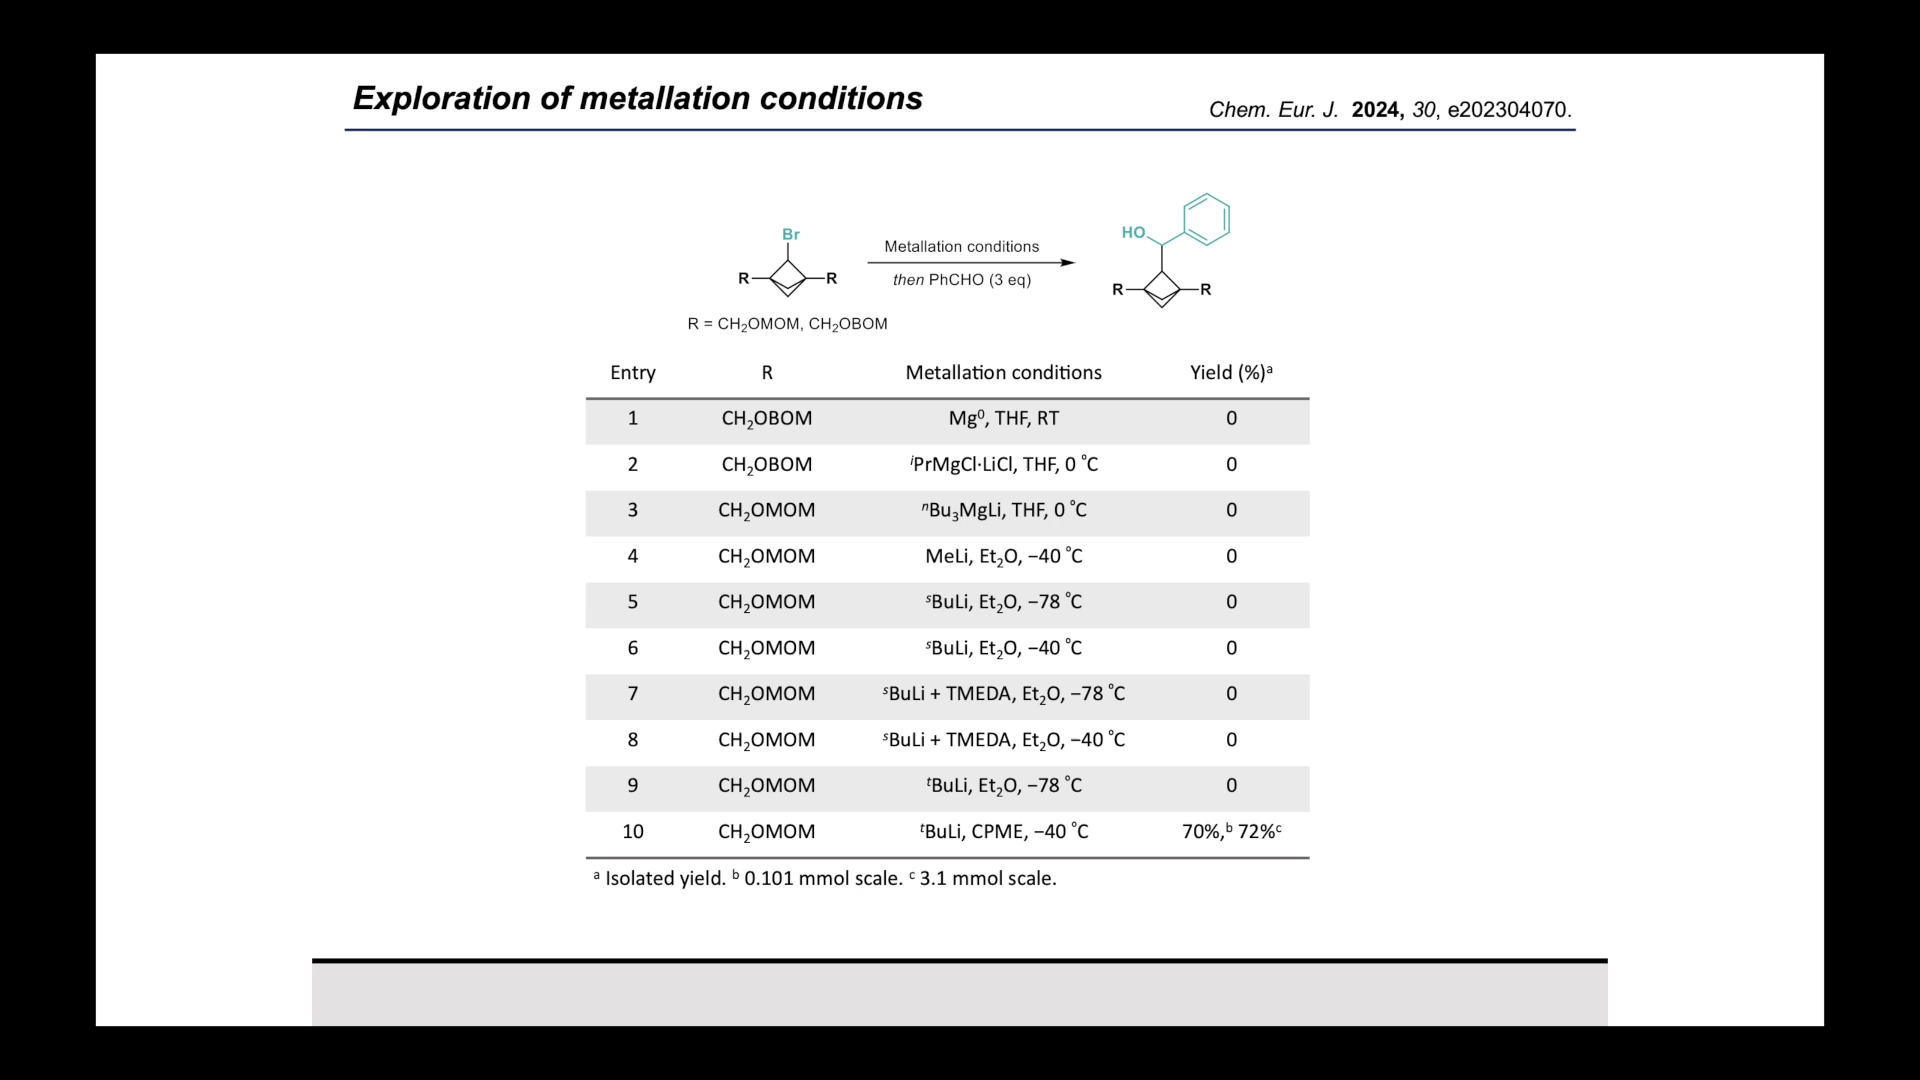 Exploration of metallation conditions
Chem. Eur. J. 2024, 30, e202304070.
Br
R
R
R = CH₂OMOM, CH₂OBOM
Metallation conditions
then PhCHO (3 eq)
HO
R
R
Entry R Metallation conditions Yield (%)ᵃ
1 CH₂OBOM Mg⁰, THF, RT 0
2 CH₂OBOM ⁱPrMgCl·LiCl, THF, 0 °C 0
3 CH₂OMOM ⁿBu₃MgLi, THF, 0 °C 0
4 CH₂OMOM MeLi, Et₂O, −40 °C 0
5 CH₂OMOM ˢBuLi, Et₂O, −78 °C 0
6 CH₂OMOM ˢBuLi, Et₂O, −40 °C 0
7 CH₂OMOM ˢBuLi + TMEDA, Et₂O, −78 °C 0
8 CH₂OMOM ˢBuLi + TMEDA, Et₂O, −40 °C 0
9 CH₂OMOM ᵗBuLi, Et₂O, −78 °C 0
10 CH₂OMOM ᵗBuLi, CPME, −40 °C 70%,ᵇ 72%ᶜ
ᵃ Isolated yield. ᵇ 0.101 mmol scale. ᶜ 3.1 mmol scale.